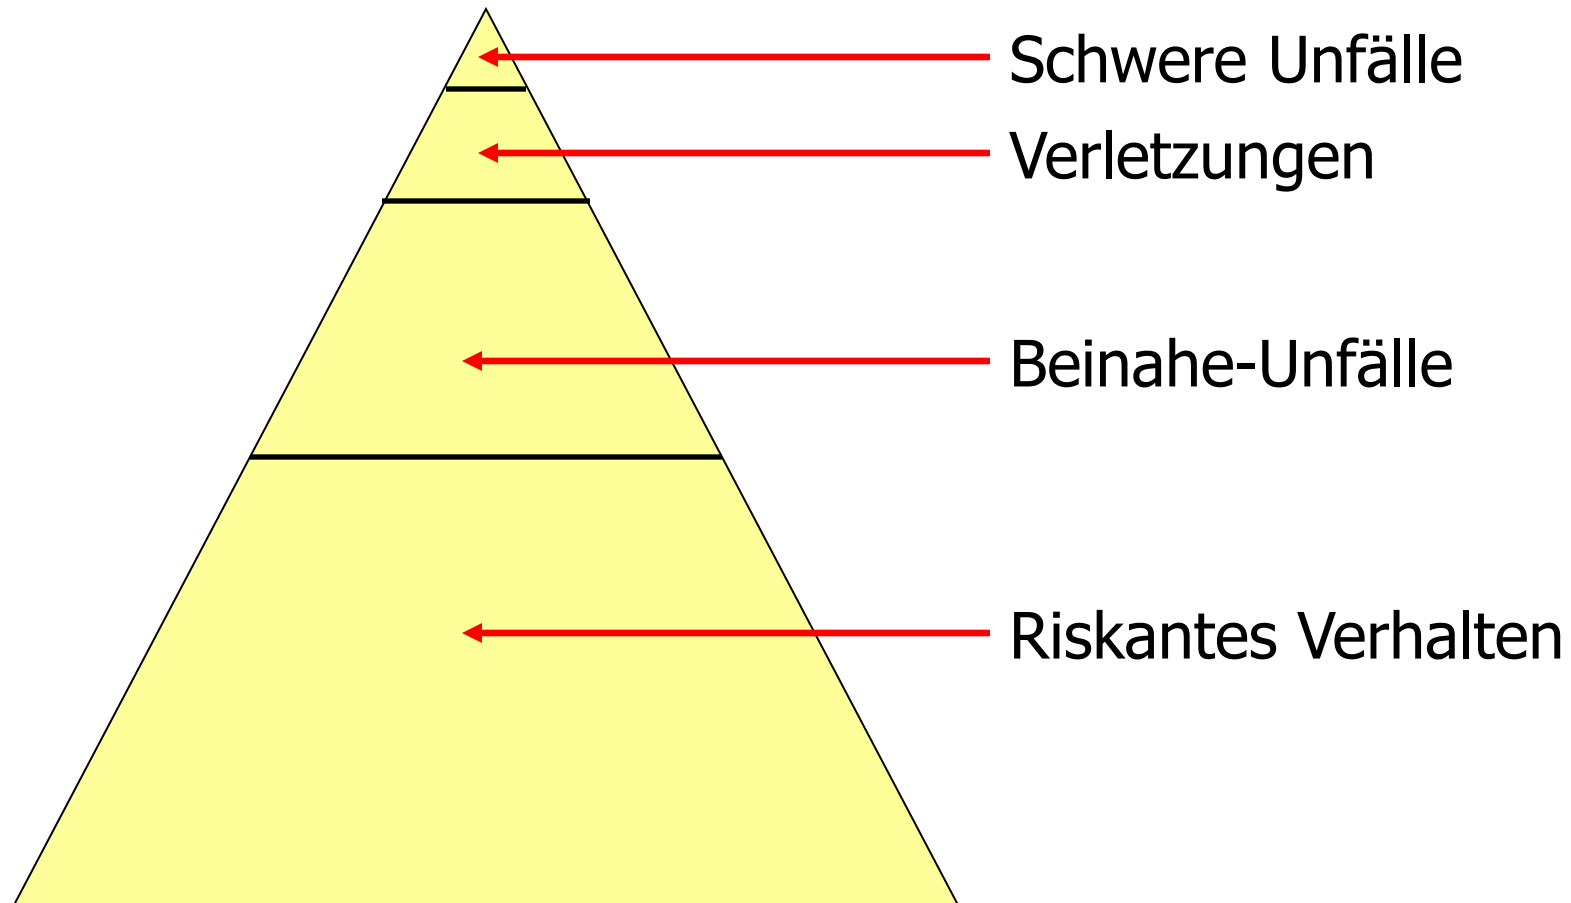 Schwere Unfälle
Verletzungen
Beinahe-Unfälle
Riskantes Verhalten